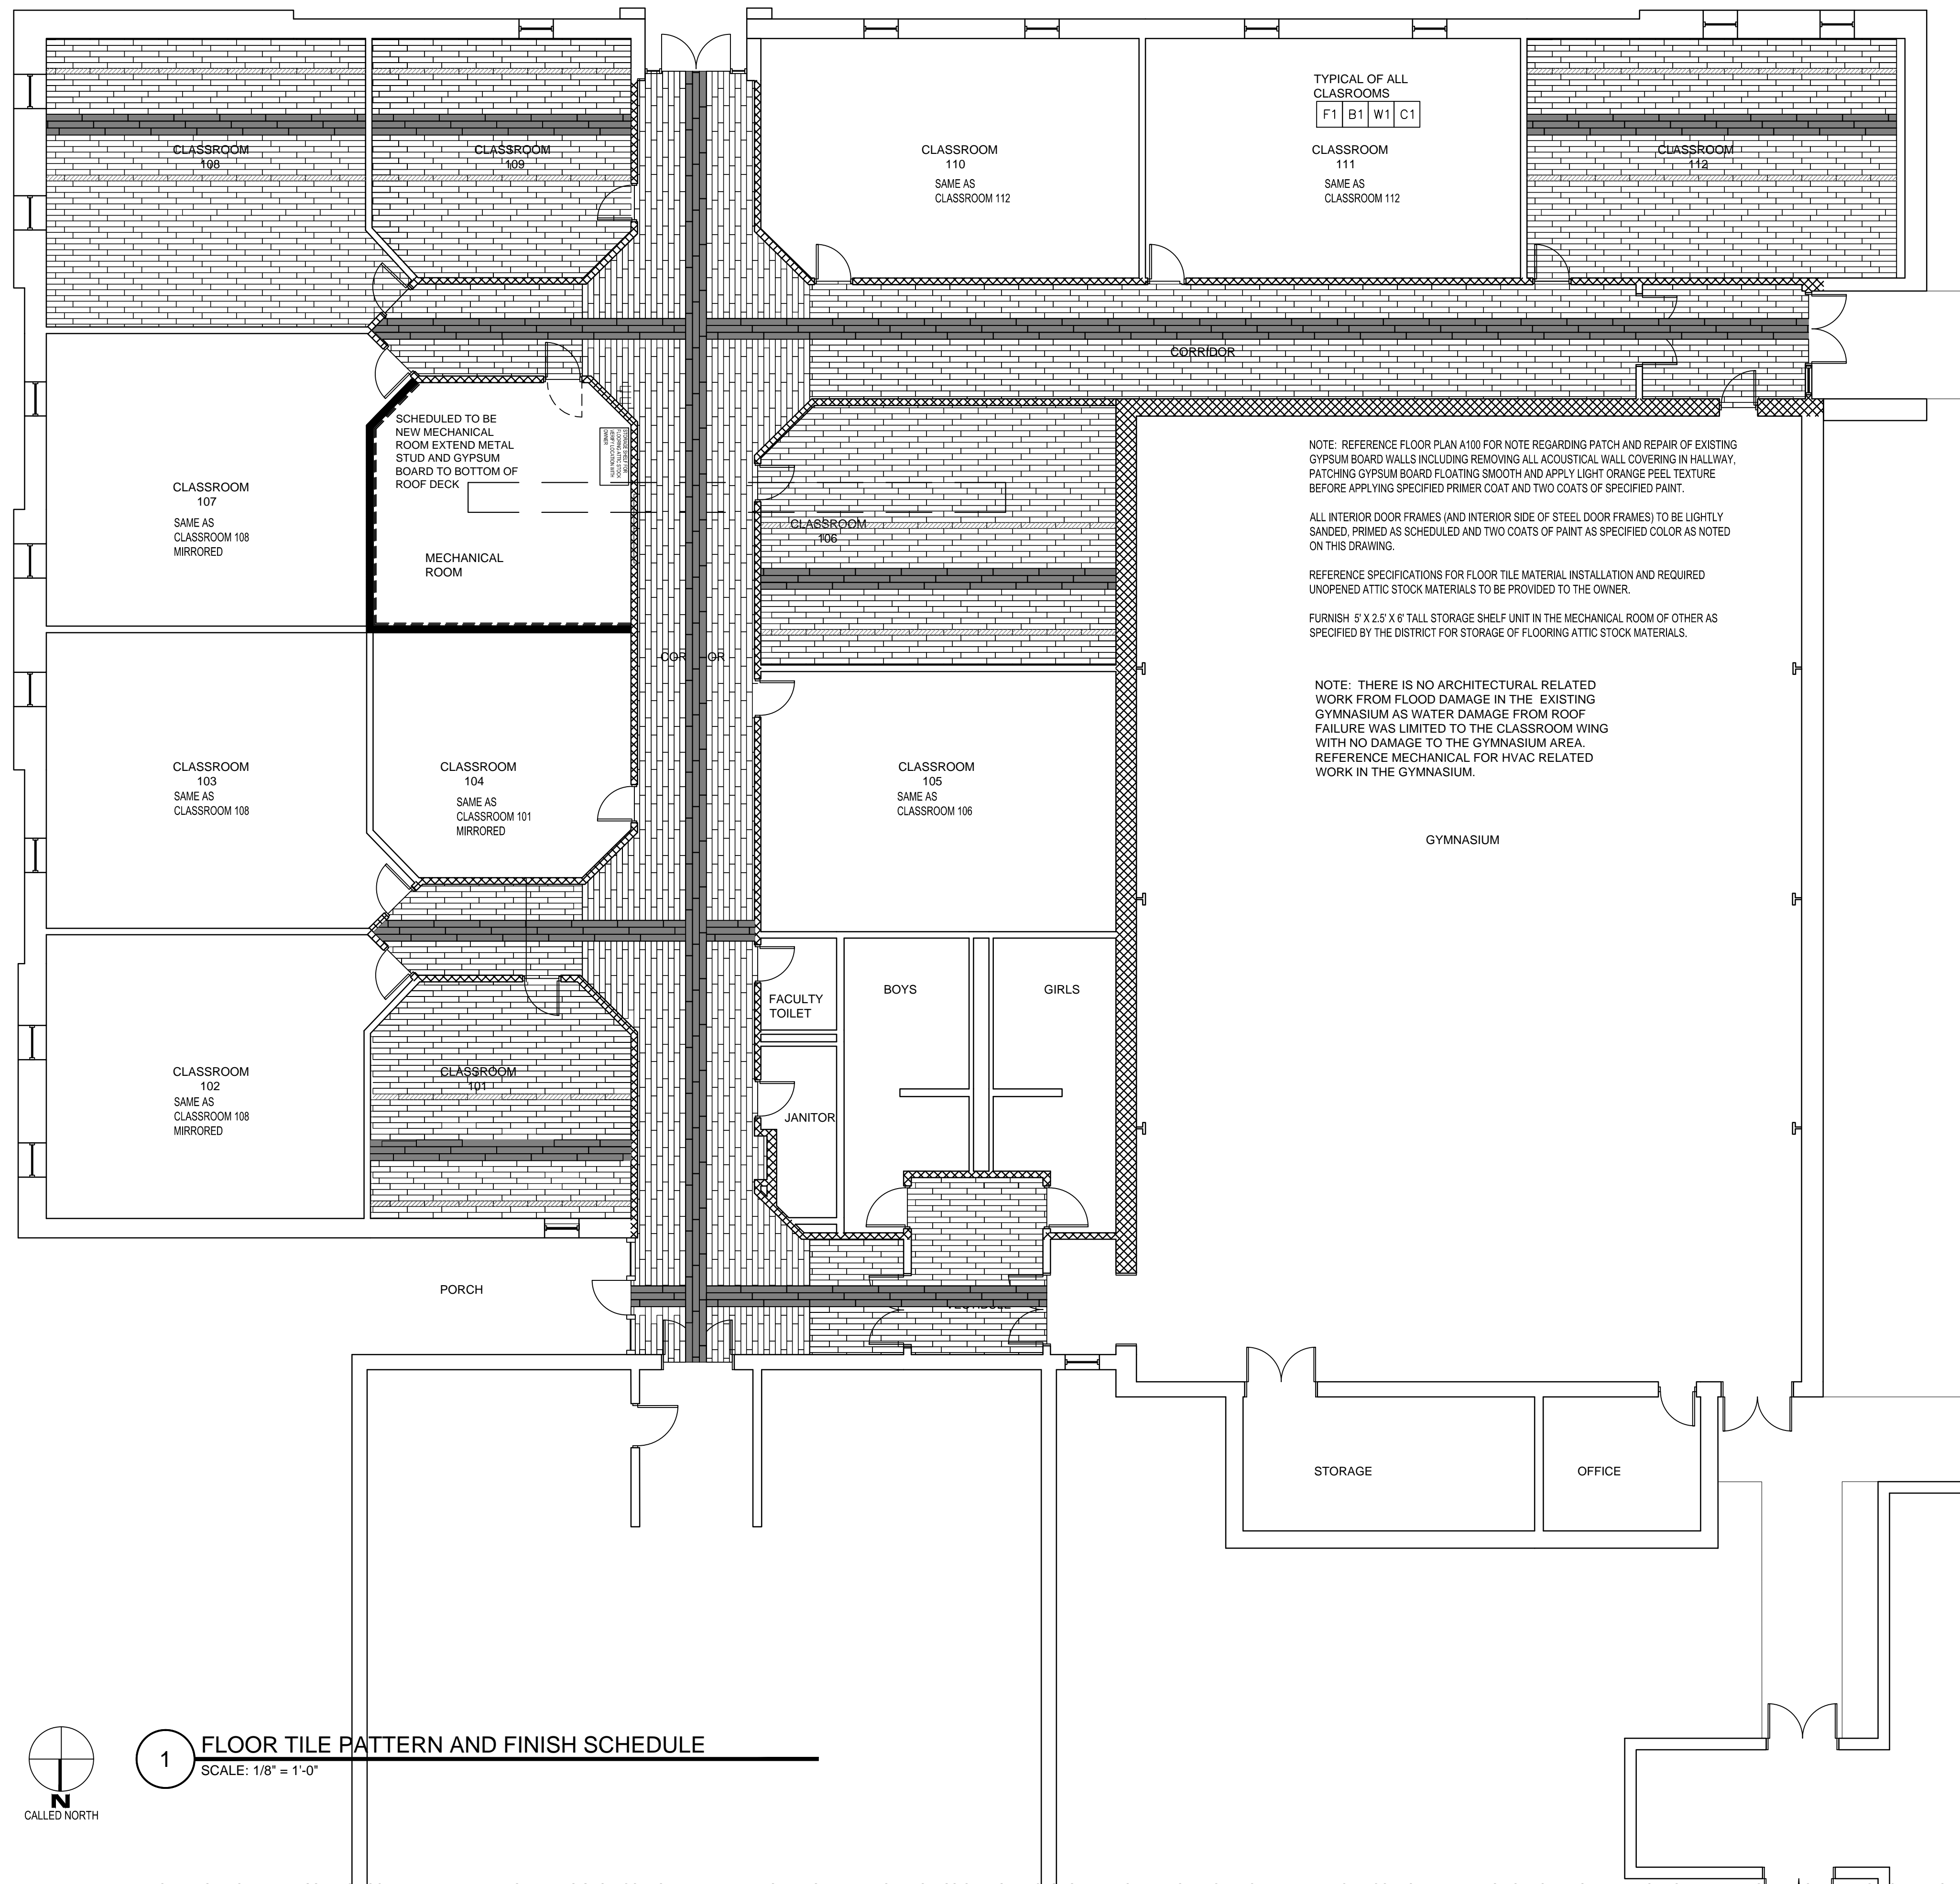 TYPICAL OF ALL
CLASROOMS
F1 B1 W1 C1
CLASSROOM
108
CLASSROOM
109
CLASSROOM
110
SAME AS
CLASSROOM 112
CLASSROOM
111
SAME AS
CLASSROOM 112
CLASSROOM
112
CORRIDOR
SCHEDULED TO BE
NEW MECHANICAL
ROOM EXTEND METAL
STUD AND GYPSUM
BOARD TO BOTTOM OF
ROOF DECK
STORAGE SHELF FOR
FLOORING ATTIC STOCK
VERIFY LOCATION WITH
OWNER
CLASSROOM
107
SAME AS
CLASSROOM 108
MIRRORED
MECHANICAL
ROOM
CLASSROOM
106
NOTE: REFERENCE FLOOR PLAN A100 FOR NOTE REGARDING PATCH AND REPAIR OF EXISTING
GYPSUM BOARD WALLS INCLUDING REMOVING ALL ACOUSTICAL WALL COVERING IN HALLWAY,
PATCHING GYPSUM BOARD FLOATING SMOOTH AND APPLY LIGHT ORANGE PEEL TEXTURE
BEFORE APPLYING SPECIFIED PRIMER COAT AND TWO COATS OF SPECIFIED PAINT.
ALL INTERIOR DOOR FRAMES (AND INTERIOR SIDE OF STEEL DOOR FRAMES) TO BE LIGHTLY
SANDED, PRIMED AS SCHEDULED AND TWO COATS OF PAINT AS SPECIFIED COLOR AS NOTED
ON THIS DRAWING.
REFERENCE SPECIFICATIONS FOR FLOOR TILE MATERIAL INSTALLATION AND REQUIRED
UNOPENED ATTIC STOCK MATERIALS TO BE PROVIDED TO THE OWNER.
FURNISH 5' X 2.5' X 6' TALL STORAGE SHELF UNIT IN THE MECHANICAL ROOM OF OTHER AS
SPECIFIED BY THE DISTRICT FOR STORAGE OF FLOORING ATTIC STOCK MATERIALS.
NOTE: THERE IS NO ARCHITECTURAL RELATED
WORK FROM FLOOD DAMAGE IN THE EXISTING
GYMNASIUM AS WATER DAMAGE FROM ROOF
FAILURE WAS LIMITED TO THE CLASSROOM WING
WITH NO DAMAGE TO THE GYMNASIUM AREA.
REFERENCE MECHANICAL FOR HVAC RELATED
WORK IN THE GYMNASIUM.
COR OR
CLASSROOM
103
SAME AS
CLASSROOM 108
CLASSROOM
104
SAME AS
CLASSROOM 101
MIRRORED
CLASSROOM
105
SAME AS
CLASSROOM 106
GYMNASIUM
FACULTY
TOILET
BOYS
GIRLS
CLASSROOM
102
SAME AS
CLASSROOM 108
MIRRORED
CLASSROOM
101
JANITOR
PORCH
VESTIBULE
STORAGE
OFFICE
1
FLOOR TILE PATTERN AND FINISH SCHEDULE
SCALE: 1/8" = 1'-0"
N
CALLED NORTH